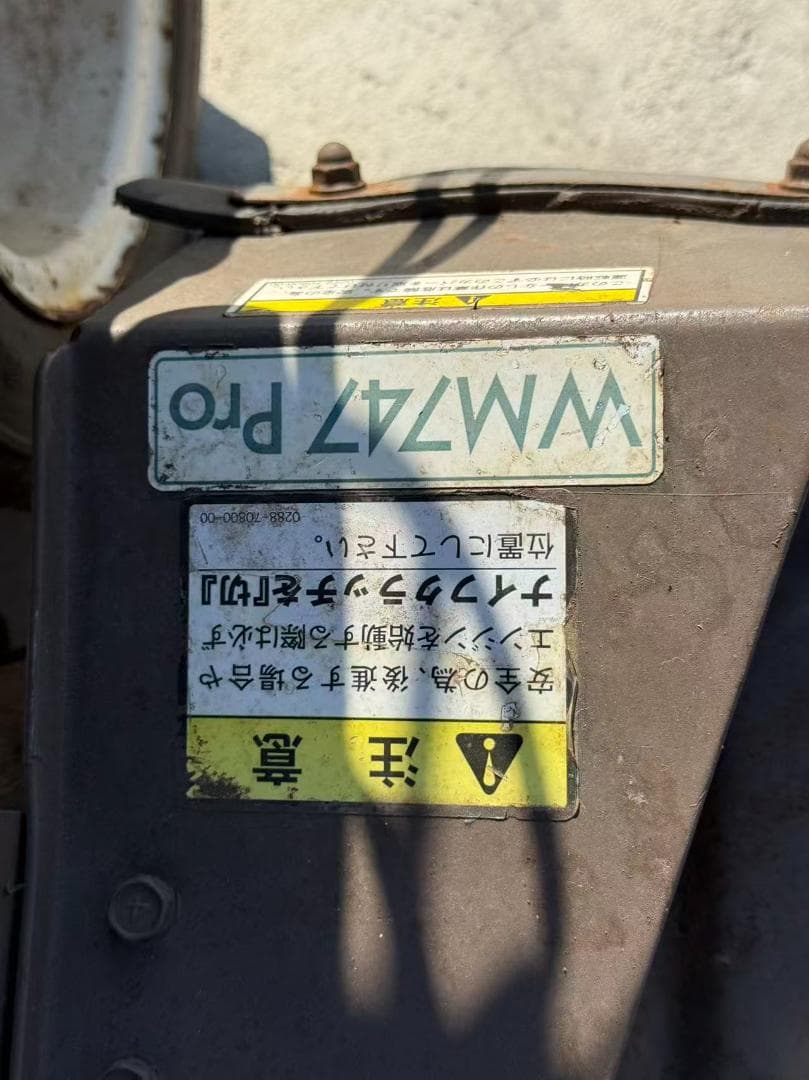 注意
安全の為、後進する場合や
エンジンを始動する際は必ず
ナイフクラッチを『切』
位置にして下さい。
0288-70800-00
WM747 Pro
注意